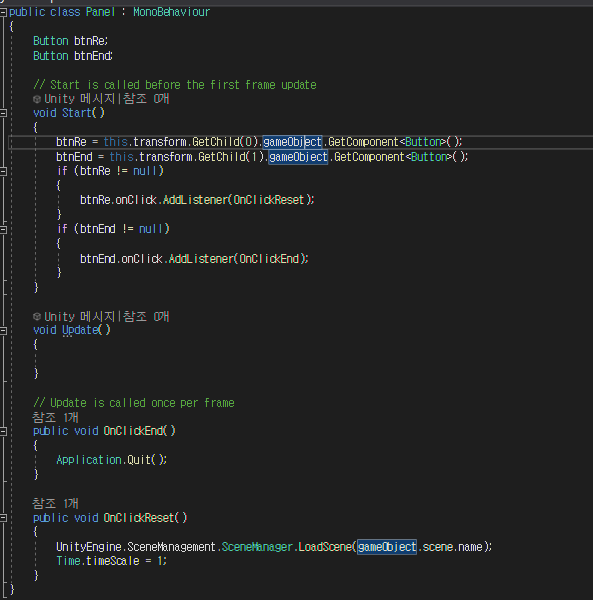 public class Panel : MonoBehaviour
{
Button btnRe;
Button btnEnd;
// Start is called before the first frame update
Unity 메시지|참조 0개
void Start()
{
btnRe = this.transform.GetChild(0).gameObject.GetComponent<Button>();
btnEnd = this.transform.GetChild(1).gameObject.GetComponent<Button>();
if (btnRe != null)
{
btnRe.onClick.AddListener(OnClickReset);
}
if (btnEnd != null)
{
btnEnd.onClick.AddListener(OnClickEnd);
}
}
Unity 메시지|참조 0개
void Update()
{
}
// Update is called once per frame
참조 1개
public void OnClickEnd()
{
Application.Quit();
}
참조 1개
public void OnClickReset()
{
UnityEngine.SceneManagement.SceneManager.LoadScene(gameObject.scene.name);
Time.timeScale = 1;
}
}